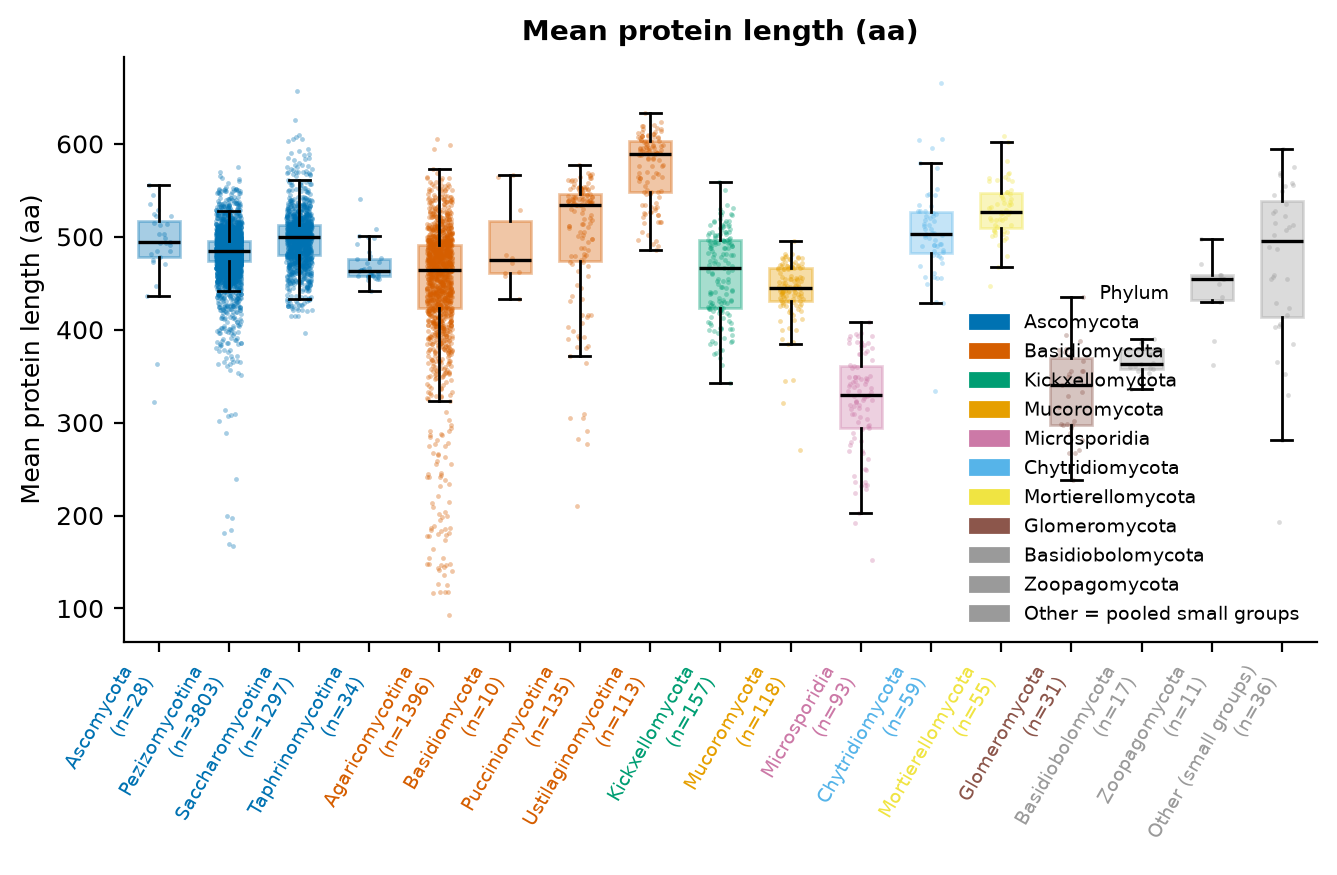 Mean protein length (aa)
Mean protein length (aa)
600
500
400
300
200
100
Phylum
Ascomycota
Basidiomycota
Kickxellomycota
Mucoromycota
Microsporidia
Chytridiomycota
Mortierellomycota
Glomeromycota
Basidiobolomycota
Zoopagomycota
Other = pooled small groups
Ascomycota
(n=28)
Pezizomycotina
(n=3803)
Saccharomycotina
(n=1297)
Taphrinomycotina
(n=34)
Agaricomycotina
(n=1396)
Basidiomycota
(n=10)
Pucciniomycotina
(n=135)
Ustilaginomycotina
(n=113)
Kickxellomycota
(n=157)
Mucoromycota
(n=118)
Microsporidia
(n=93)
Chytridiomycota
(n=59)
Mortierellomycota
(n=55)
Glomeromycota
(n=31)
Basidiobolomycota
(n=17)
Zoopagomycota
(n=11)
Other (small groups)
(n=36)